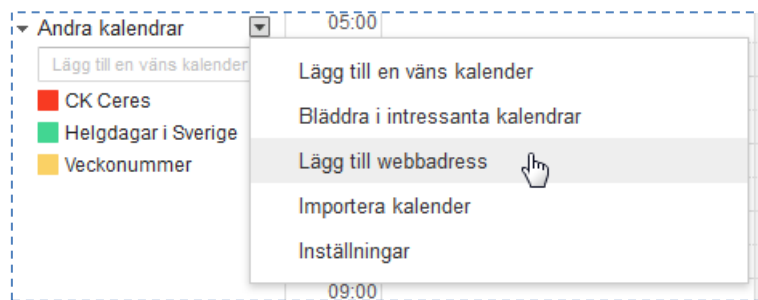 Andra kalendrar
05:00
Lägg till en väns kalender
CK Ceres
Helgdagar i Sverige
Veckonummer
Lägg till en väns kalender
Bläddra i intressanta kalendrar
Lägg till webbadress
Importera kalender
Inställningar
09:00